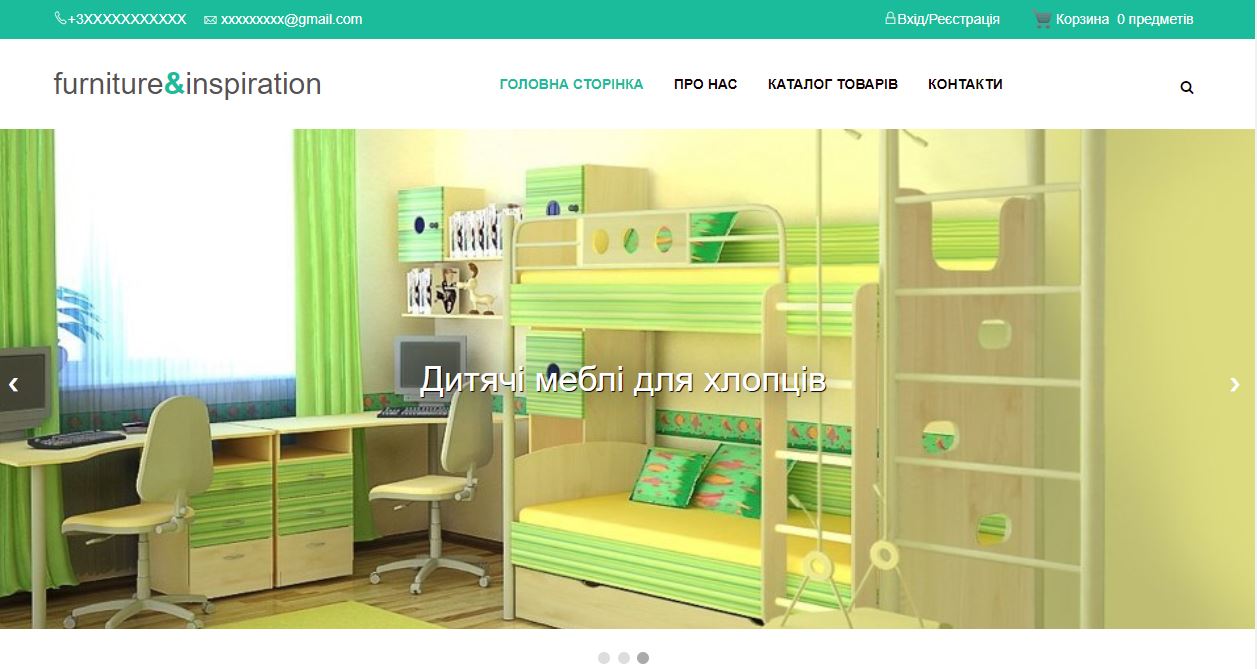 +3XXXXXXXXXXX xxxxxxxxx@gmail.com Вхід/Реєстрація Корзина 0 предметів
furniture&inspiration ГОЛОВНА СТОРІНКА ПРО НАС КАТАЛОГ ТОВАРІВ КОНТАКТИ
Дитячі меблі для хлопців